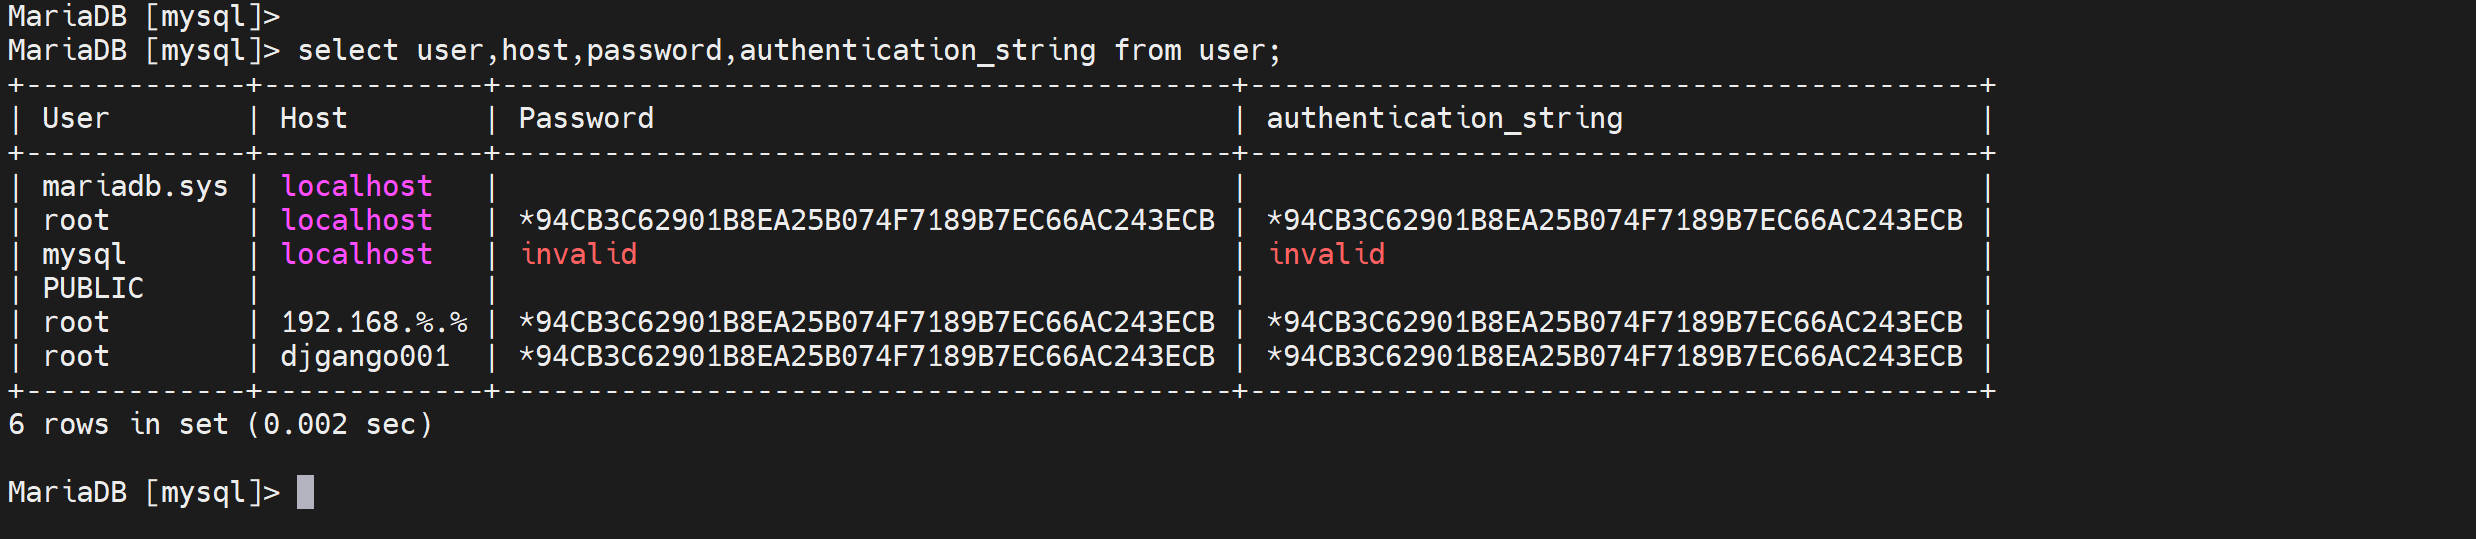 MariaDB [mysql]>
MariaDB [mysql]> select user,host,password,authentication_string from user;
+-------------+-------------+-------------------------------------------+-------------------------------------------+
| User        | Host        | Password                                  | authentication_string                     |
+-------------+-------------+-------------------------------------------+-------------------------------------------+
| mariadb.sys | localhost   |                                           |                                           |
| root        | localhost   | *94CB3C62901B8EA25B074F7189B7EC66AC243ECB | *94CB3C62901B8EA25B074F7189B7EC66AC243ECB |
| mysql       | localhost   | invalid                                   | invalid                                   |
| PUBLIC      |             |                                           |                                           |
| root        | 192.168.%.% | *94CB3C62901B8EA25B074F7189B7EC66AC243ECB | *94CB3C62901B8EA25B074F7189B7EC66AC243ECB |
| root        | djgango001  | *94CB3C62901B8EA25B074F7189B7EC66AC243ECB | *94CB3C62901B8EA25B074F7189B7EC66AC243ECB |
+-------------+-------------+-------------------------------------------+-------------------------------------------+
6 rows in set (0.002 sec)
MariaDB [mysql]>